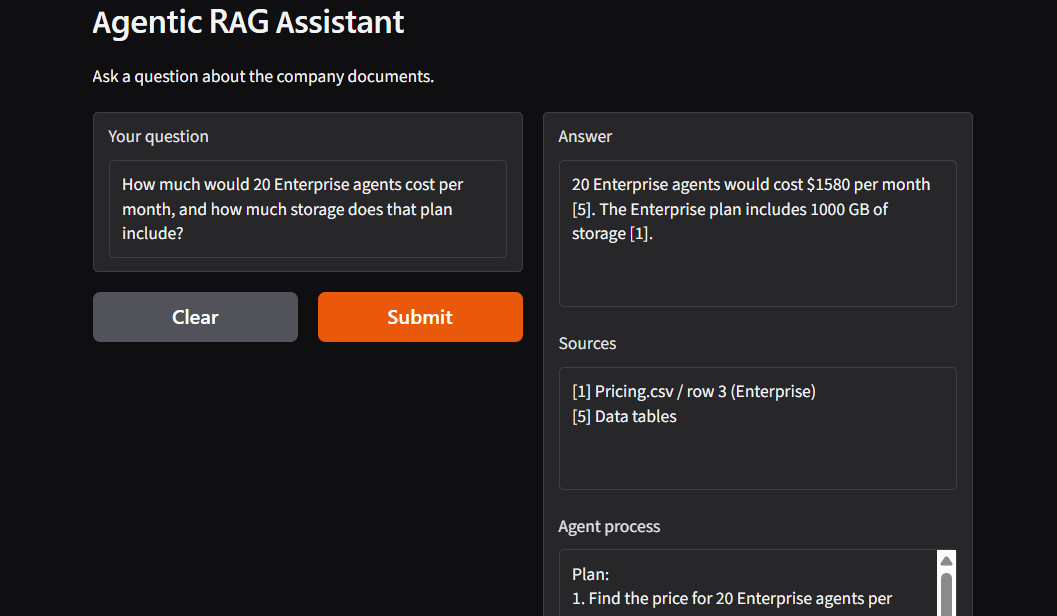 Agentic RAG Assistant
Ask a question about the company documents.
Your question
How much would 20 Enterprise agents cost per
month, and how much storage does that plan
include?
Clear
Submit
Answer
20 Enterprise agents would cost $1580 per month
[5]. The Enterprise plan includes 1000 GB of
storage [1].
Sources
[1] Pricing.csv / row 3 (Enterprise)
[5] Data tables
Agent process
Plan:
1. Find the price for 20 Enterprise agents per